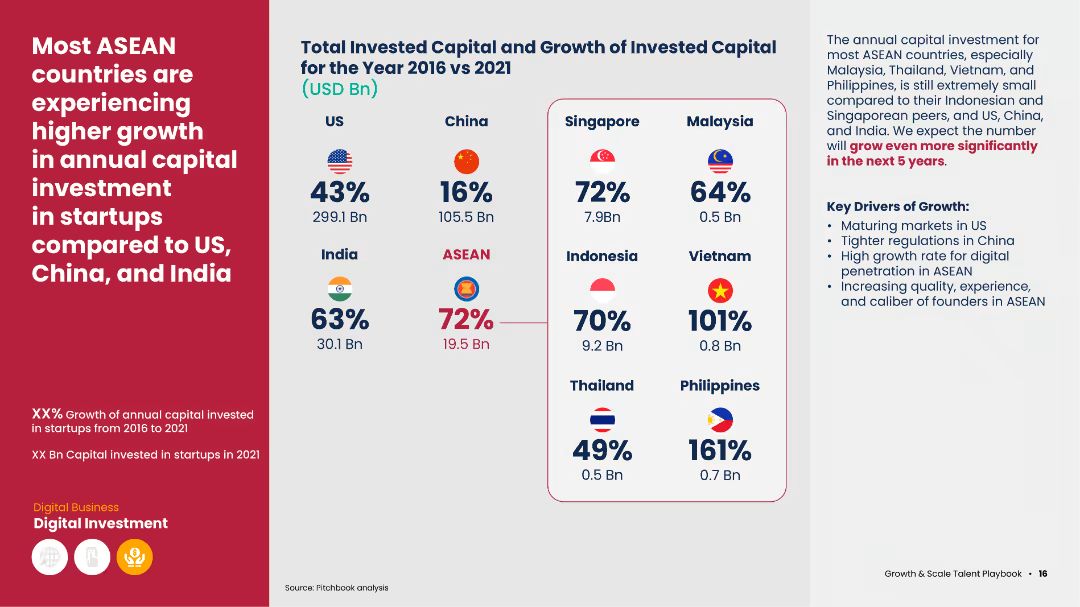 Most ASEAN
countries are
experiencing
higher growth
in annual capital
investment
in startups
compared to US,
China, and India
XX% Growth of annual capital invested
in startups from 2016 to 2021
XX Bn Capital invested in startups in 2021
Digital Business
Digital Investment
Total Invested Capital and Growth of Invested Capital
for the Year 2016 vs 2021
(USD Bn)
US
43%
299.1 Bn
China
16%
105.5 Bn
India
63%
30.1 Bn
ASEAN
72%
19.5 Bn
Singapore
72%
7.9Bn
Malaysia
64%
0.5 Bn
Indonesia
70%
9.2 Bn
Vietnam
101%
0.8 Bn
Thailand
49%
0.5 Bn
Philippines
161%
0.7 Bn
Source: Pitchbook analysis
The annual capital investment for
most ASEAN countries, especially
Malaysia, Thailand, Vietnam, and
Philippines, is still extremely small
compared to their Indonesian and
Singaporean peers, and US, China,
and India. We expect the number
will grow even more significantly
in the next 5 years.
Key Drivers of Growth:
• Maturing markets in US
• Tighter regulations in China
• High growth rate for digital
penetration in ASEAN
• Increasing quality, experience,
and caliber of founders in ASEAN
Growth & Scale Talent Playbook • 16